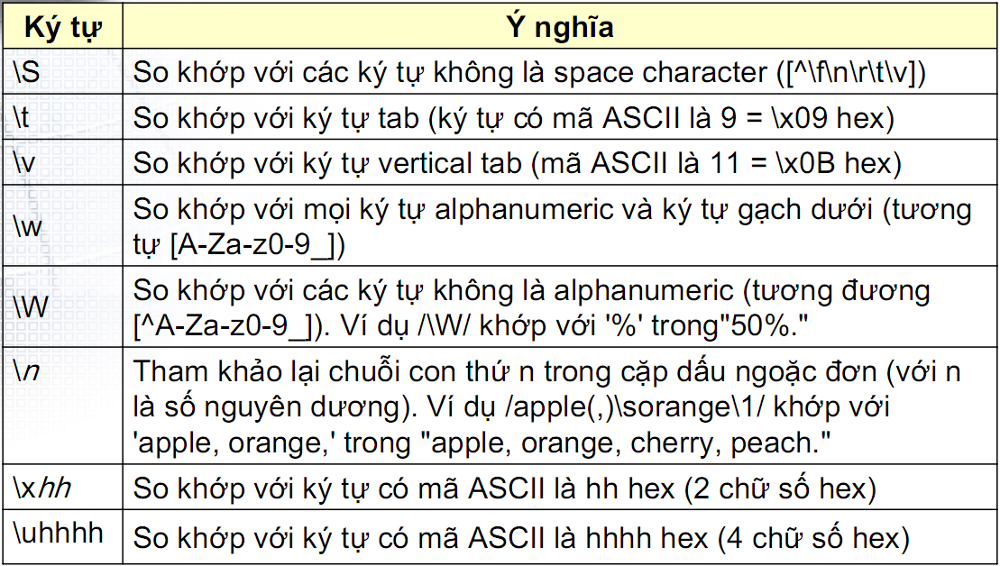 Ký tự Ý nghĩa
\S So khớp với các ký tự không là space character ([^\f\n\r\t\v])
\t So khớp với ký tự tab (ký tự có mã ASCII là 9 = \x09 hex)
\v So khớp với ký tự vertical tab (mã ASCII là 11 = \x0B hex)
\w So khớp với mọi ký tự alphanumeric và ký tự gạch dưới (tương
tự [A-Za-z0-9_])
\W So khớp với các ký tự không là alphanumeric (tương đương
[^A-Za-z0-9_]). Ví dụ /\W/ khớp với '%' trong"50%."
\n Tham khảo lại chuỗi con thứ n trong cặp dấu ngoặc đơn (với n
là số nguyên dương). Ví dụ /apple(,)\sorange\1/ khớp với
'apple, orange,' trong "apple, orange, cherry, peach."
\xhh So khớp với ký tự có mã ASCII là hh hex (2 chữ số hex)
\uhhhh So khớp với ký tự có mã ASCII là hhhh hex (4 chữ số hex)